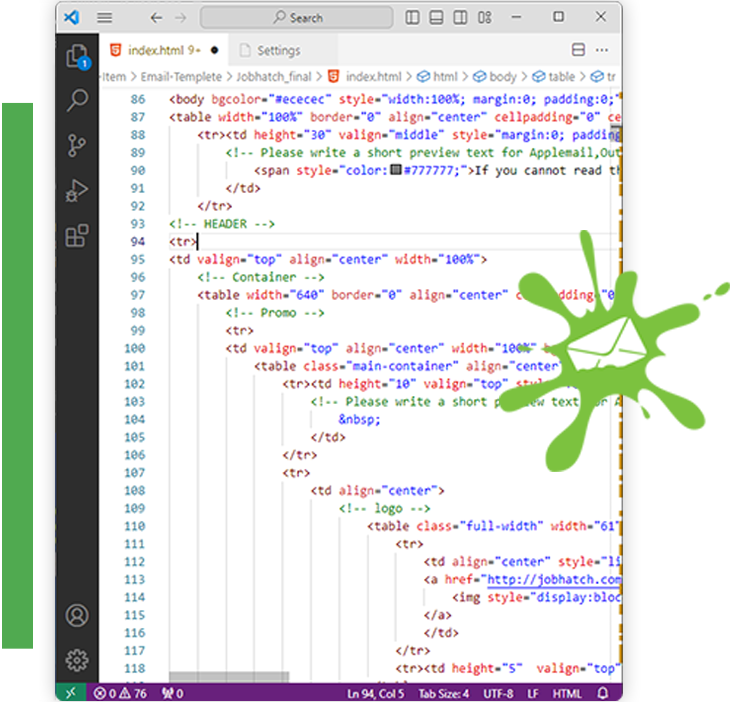 Search
index.html 9+ Settings
-Item > Email-Templete > Jobhatch_final > index.html > html > body > table > tr
86 <body bgcolor="#ececec" style="width:100%; margin:0; padding:0;"
87 <table width="100%" border="0" align="center" cellpadding="0" ce
88 <tr><td height="30" valign="middle" style="margin:0; padding
89 <!-- Please write a short preview text for Applemail,Out
90 <span style="color:#777777;">If you cannot read th
91 </td>
92 </tr>
93 <!-- HEADER -->
94 <tr>
95 <td valign="top" align="center" width="100%">
96 <!-- Container -->
97 <table width="640" border="0" align="center" c dding="0
98 <!-- Promo -->
99 <tr>
100 <td valign="top" align="center" width="100%" b
101 <table class="main-container" align="center"
102 <tr><td height="10" valign="top" sty
103 <!-- Please write a short p ew text for A
104 &nbsp;
105 </td>
106 </tr>
107 <tr>
108 <td align="center">
109 <!-- logo -->
110 <table class="full-width" width="61"
111 <tr>
112 <td align="center" style="li
113 <a href="http://jobhatch.com
114 <img style="display:bloc
115 </a>
116 </td>
117 </tr>
118 <tr><td height="5" valign="top"
1
0 76 0 Ln 94, Col 5 Tab Size: 4 UTF-8 LF HTML